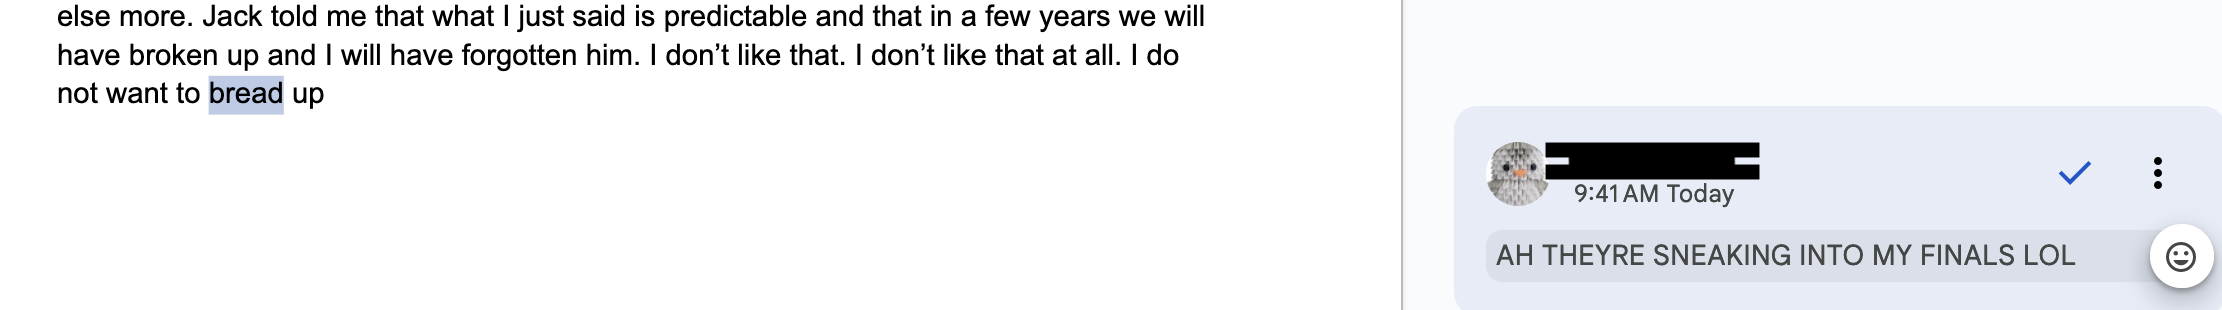 else more. Jack told me that what I just said is predictable and that in a few years we will
have broken up and I will have forgotten him. I don’t like that. I don’t like that at all. I do
not want to bread up
9:41 AM Today
AH THEYRE SNEAKING INTO MY FINALS LOL